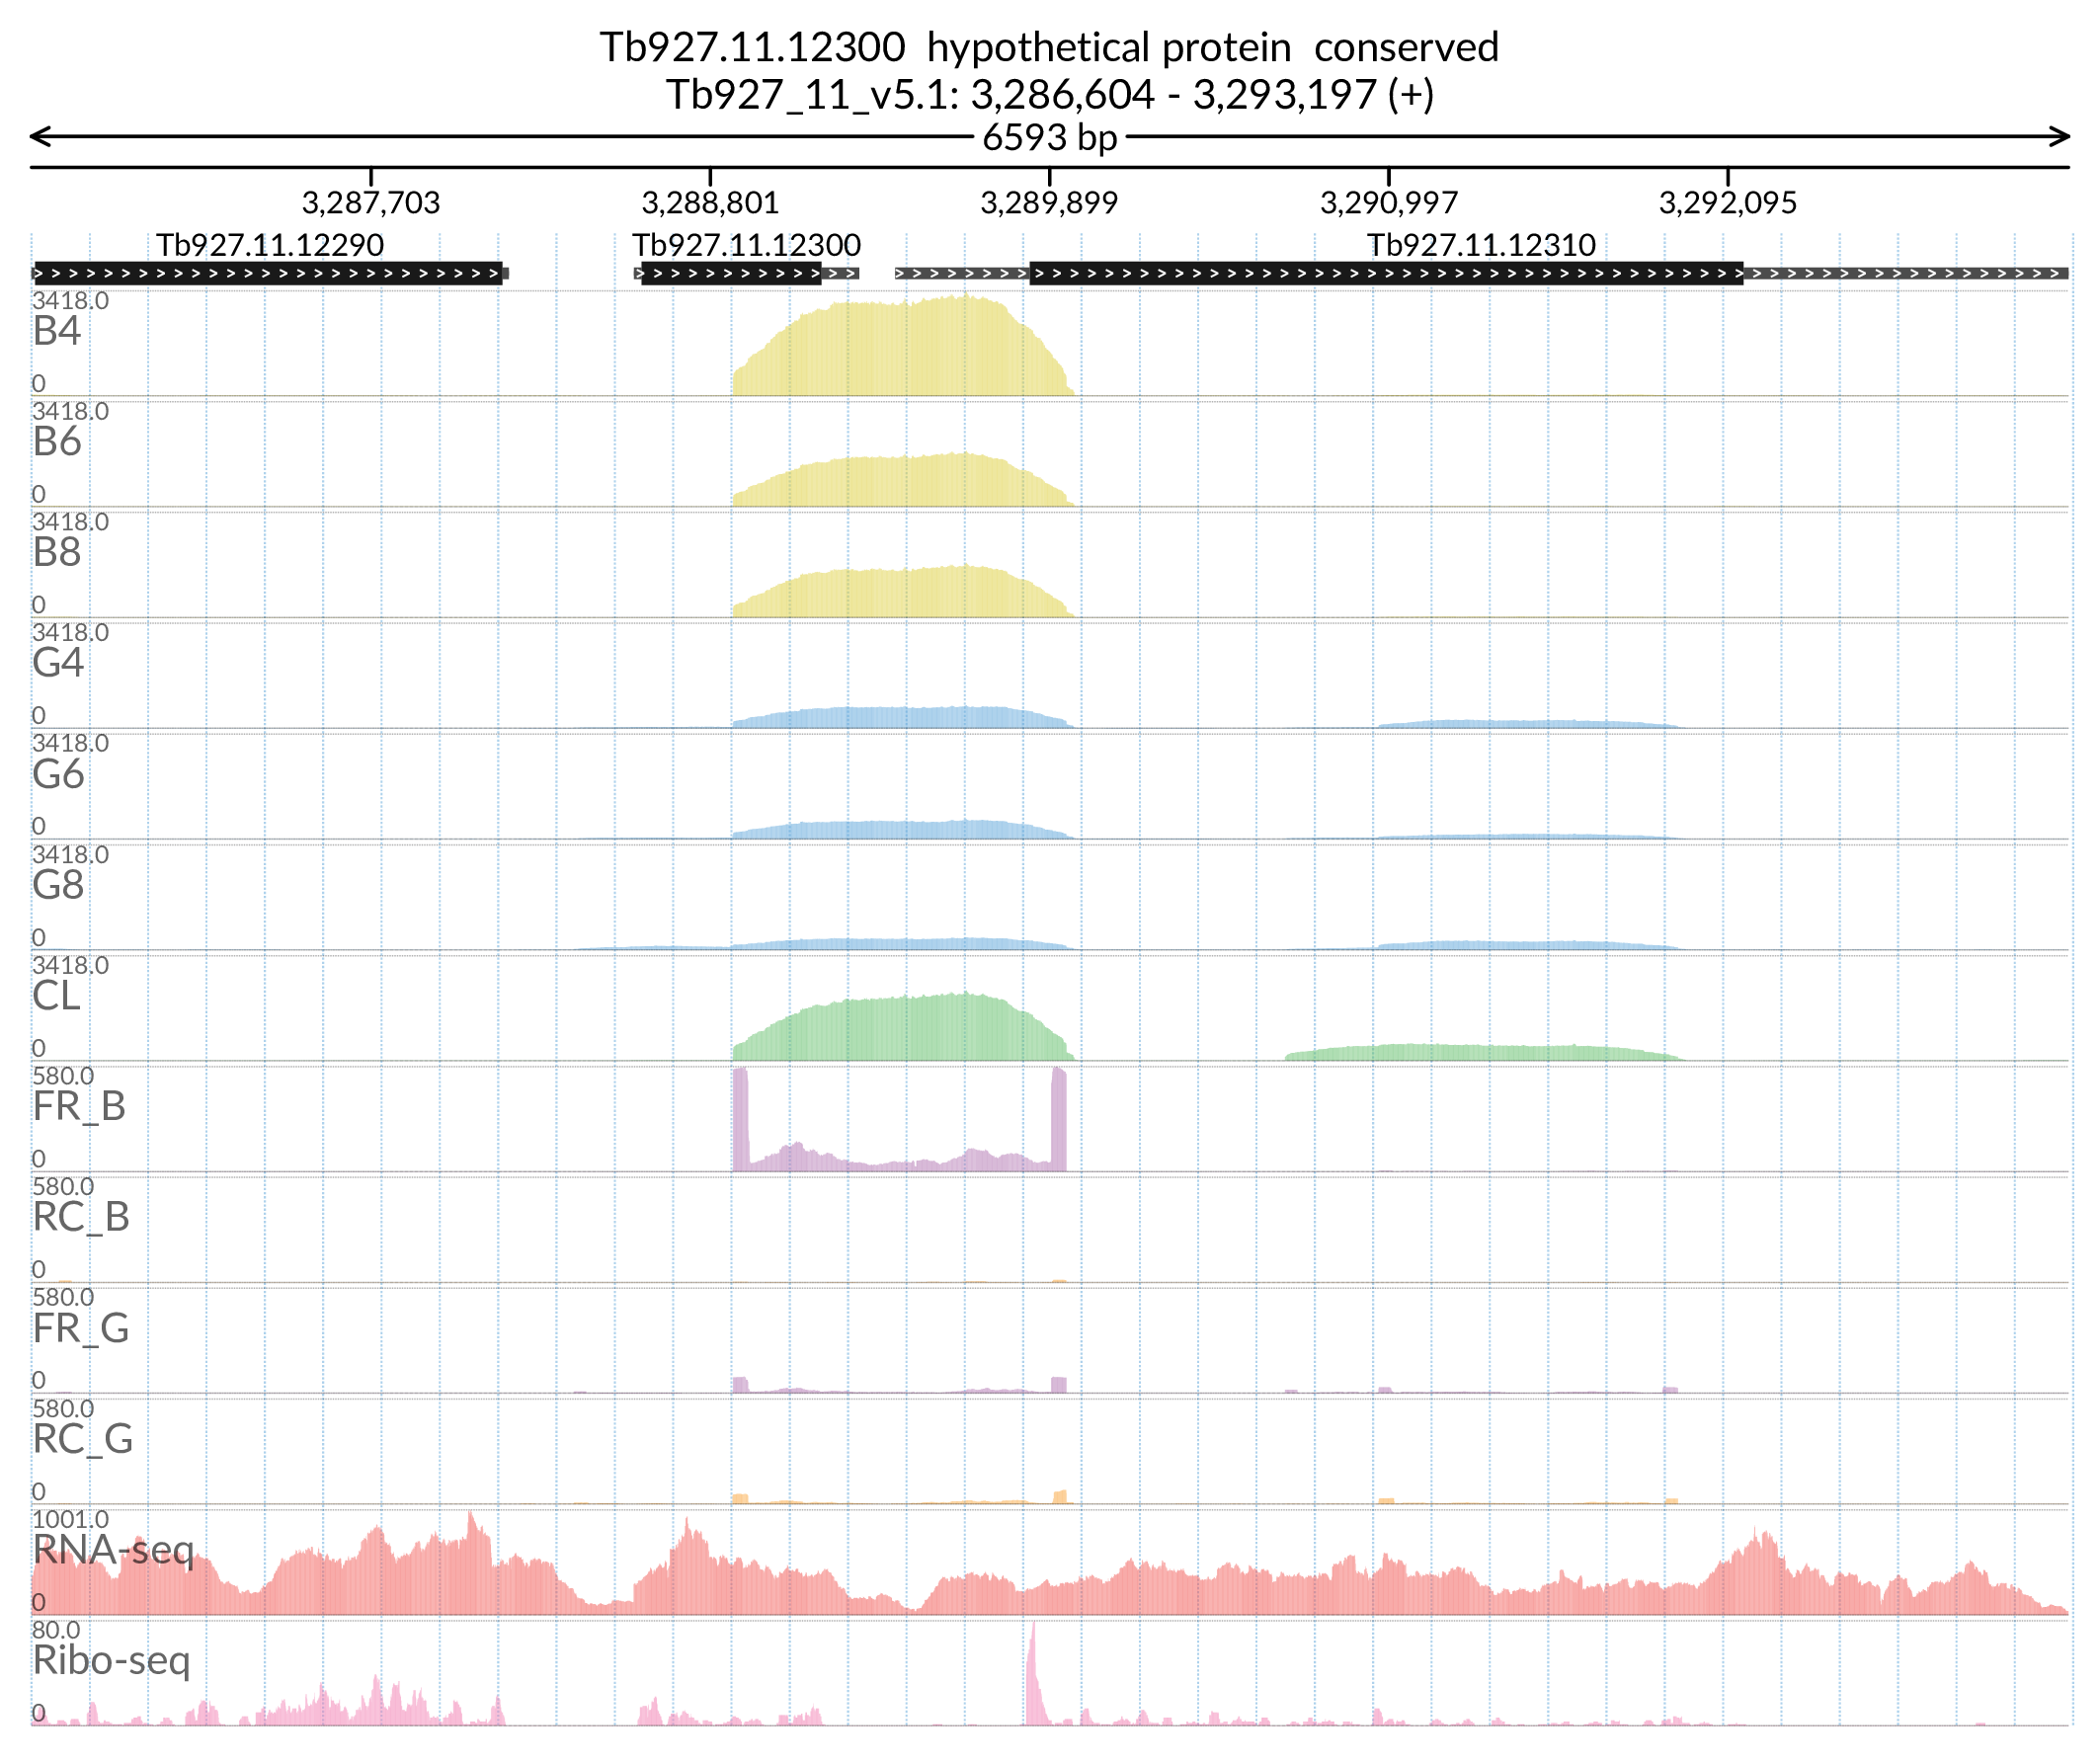 Tb927.11.12300 hypothetical protein conserved
Tb927_11_v5.1: 3,286,604 - 3,293,197 (+)
6593 bp
3,287,703 3,288,801 3,289,899 3,290,997 3,292,095
Tb927.11.12290 Tb927.11.12300 Tb927.11.12310
3418.0
B4
0
3418.0
B6
0
3418.0
B8
0
3418.0
G4
0
3418.0
G6
0
3418.0
G8
0
3418.0
CL
0
580.0
FR_B
0
580.0
RC_B
0
580.0
FR_G
0
580.0
RC_G
0
1001.0
RNA-seq
0
80.0
Ribo-seq
0